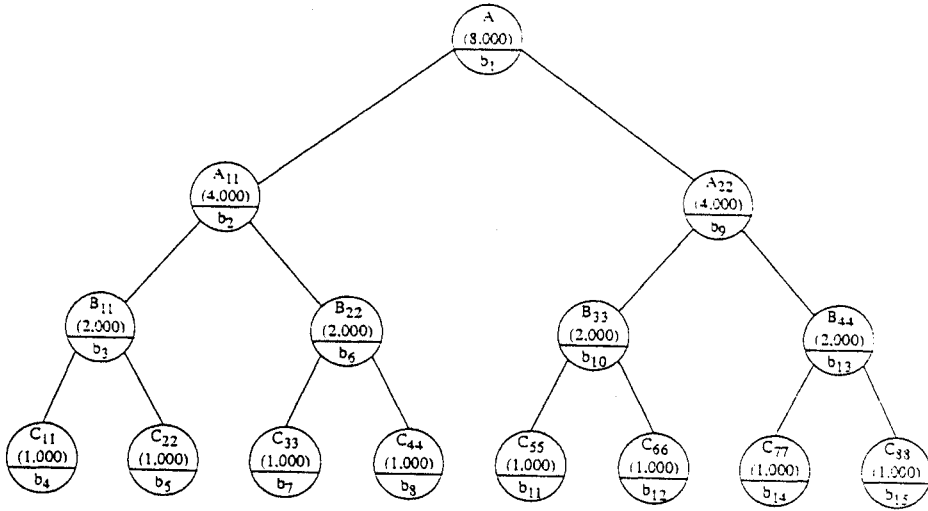 A
(8.000)
b1
A11
(4.000)
b2
A22
(4.000)
b9
B11
(2.000)
b3
B22
(2.000)
b6
B33
(2.000)
b10
B44
(2.000)
b13
C11
(1.000)
b4
C22
(1.000)
b5
C33
(1.000)
b7
C44
(1.000)
b8
C55
(1.000)
b11
C66
(1.000)
b12
C77
(1.000)
b14
C88
(1.000)
b15